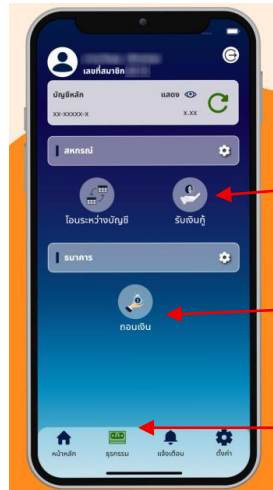 เลขที่สมาชิก
บัญชีหลัก แสดง
xx-xxxxx-x x.xx
สหกรณ์
โอนระหว่างบัญชี รับเงินกู้
ธนาคาร
ถอนเงิน
หน้าหลัก ธุรกรรม แจ้งเตือน ตั้งค่า